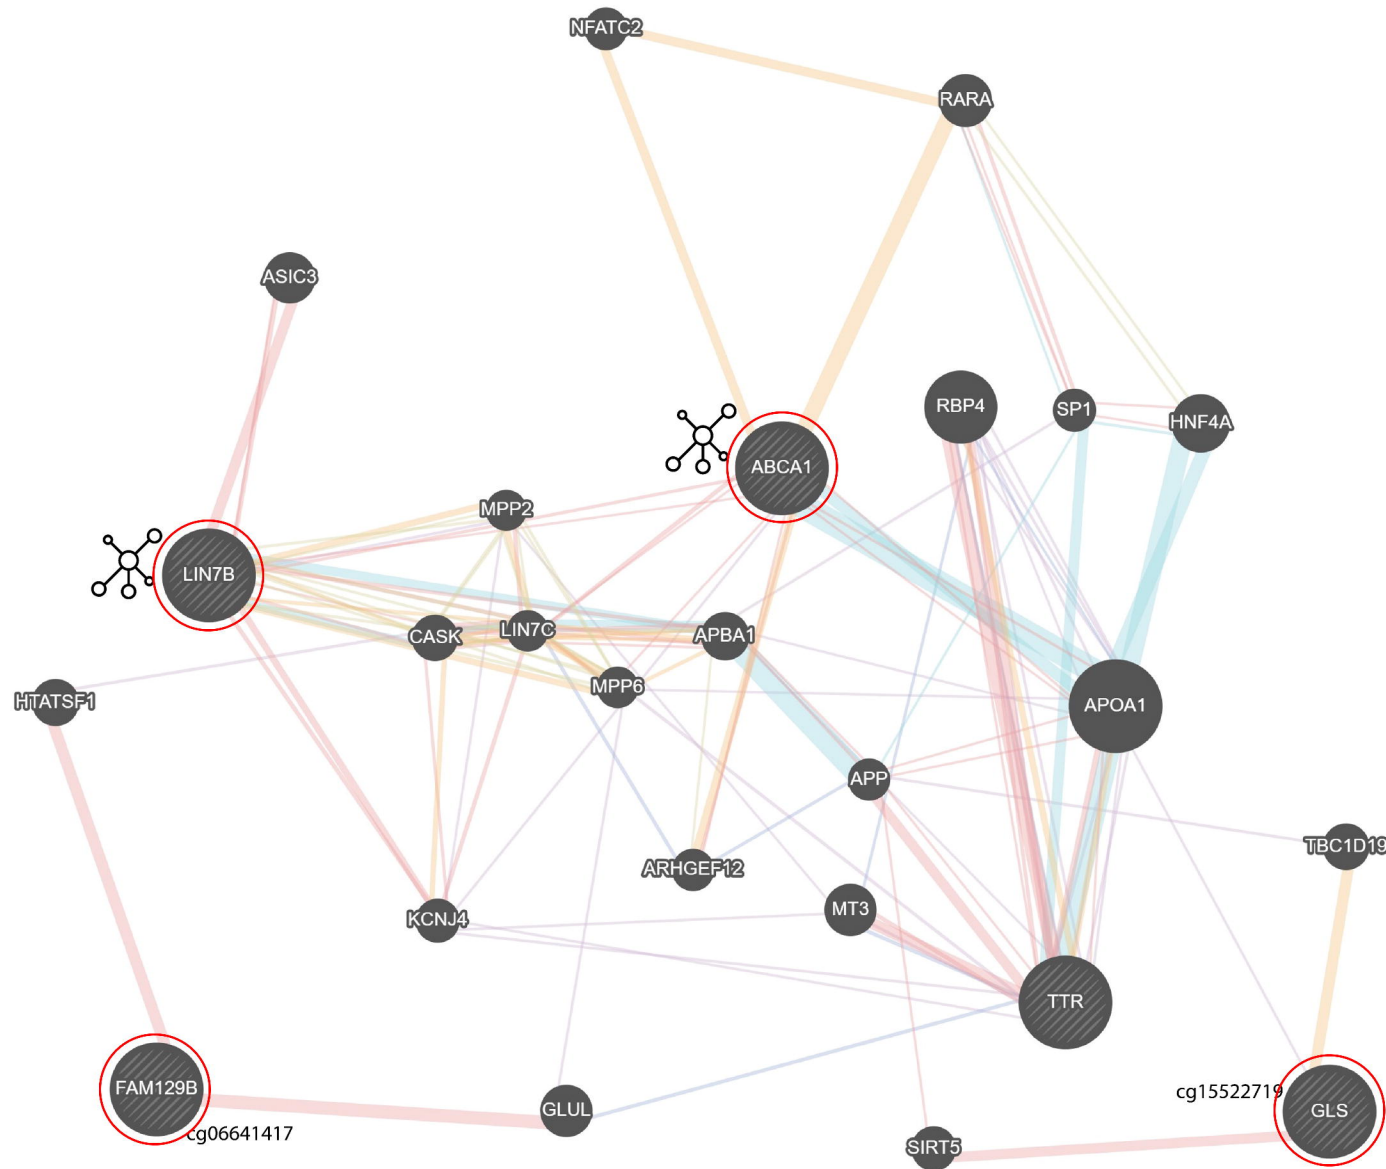 NFATC2
RARA
ASIC3
RBP4
SP1
HNF4A
ABCA1
MPP2
LIN7B
CASK
LIN7C
APBA1
MPP6
HTATSF1
APOA1
APP
TBC1D19
ARHGEF12
KCNJ4
MT3
TTR
FAM129B
cg06641417
GLUL
cg15522719
GLS
SIRT5